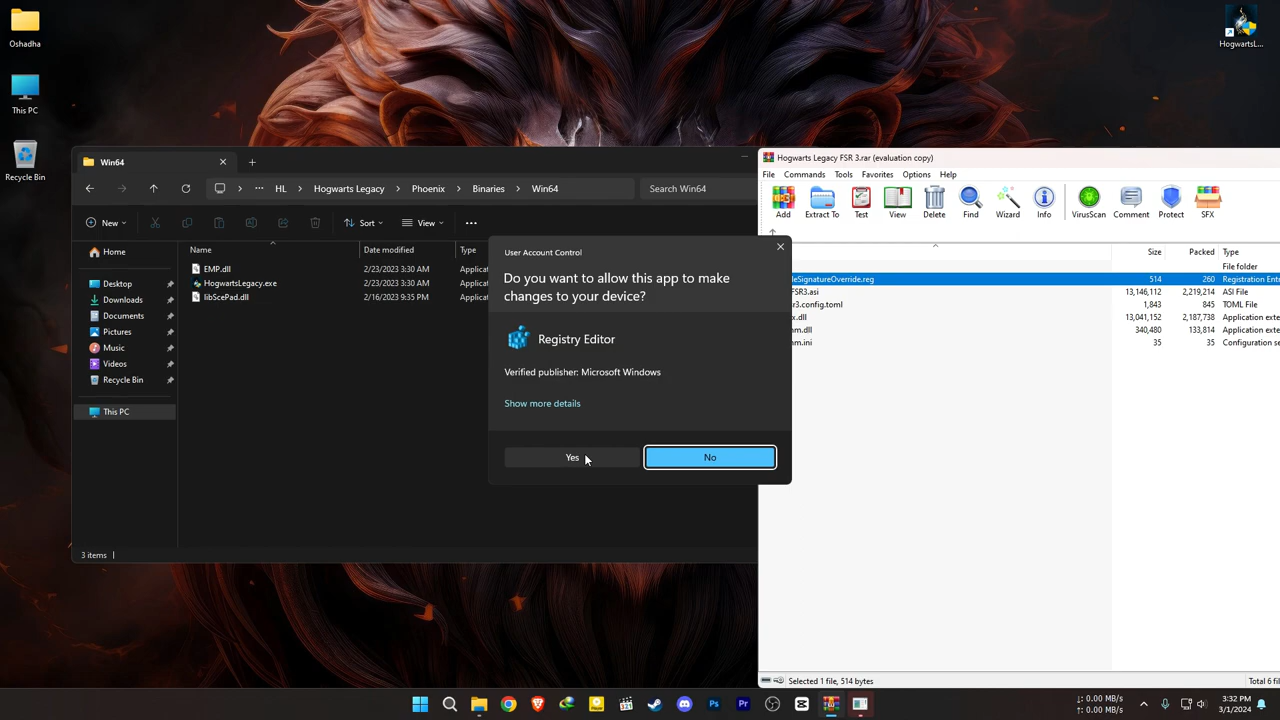 Oshadha
This PC
Recycle Bin
HogwartsL...
Win64
HL
Hogwarts Legacy
Phoenix
Binaries
Win64
Search Win64
New
Sort
View
Name
Date modified
Type
Home
Desktop
Downloads
Documents
Pictures
Music
Videos
Recycle Bin
This PC
EMP.dll
2/23/2023 3:30 AM
Applica
HogwartsLegacy.exe
2/23/2023 3:30 AM
Applica
libScePad.dll
2/16/2023 9:35 PM
Applica
3 items
User Account Control
Do you want to allow this app to make
changes to your device?
Registry Editor
Verified publisher: Microsoft Windows
Show more details
Yes
No
Hogwarts Legacy FSR 3.rar (evaluation copy)
File Commands Tools Favorites Options Help
Add Extract To Test View Delete Find Wizard Info VirusScan Comment Protect SFX
Size Packed Type
File folder
leSignatureOverride.reg 514 260 Registration Entr
FSR3.asi 13,146,112 2,219,214 ASI File
r3.config.toml 1,843 845 TOML File
x.dll 13,041,152 2,187,738 Application exte
nm.dll 340,480 133,814 Application exte
nm.ini 35 35 Configuration se
Selected 1 file, 514 bytes
Total 6 fil
↕: 0.00 MB/s
↑: 0.00 MB/s
3:32 PM
3/1/2024